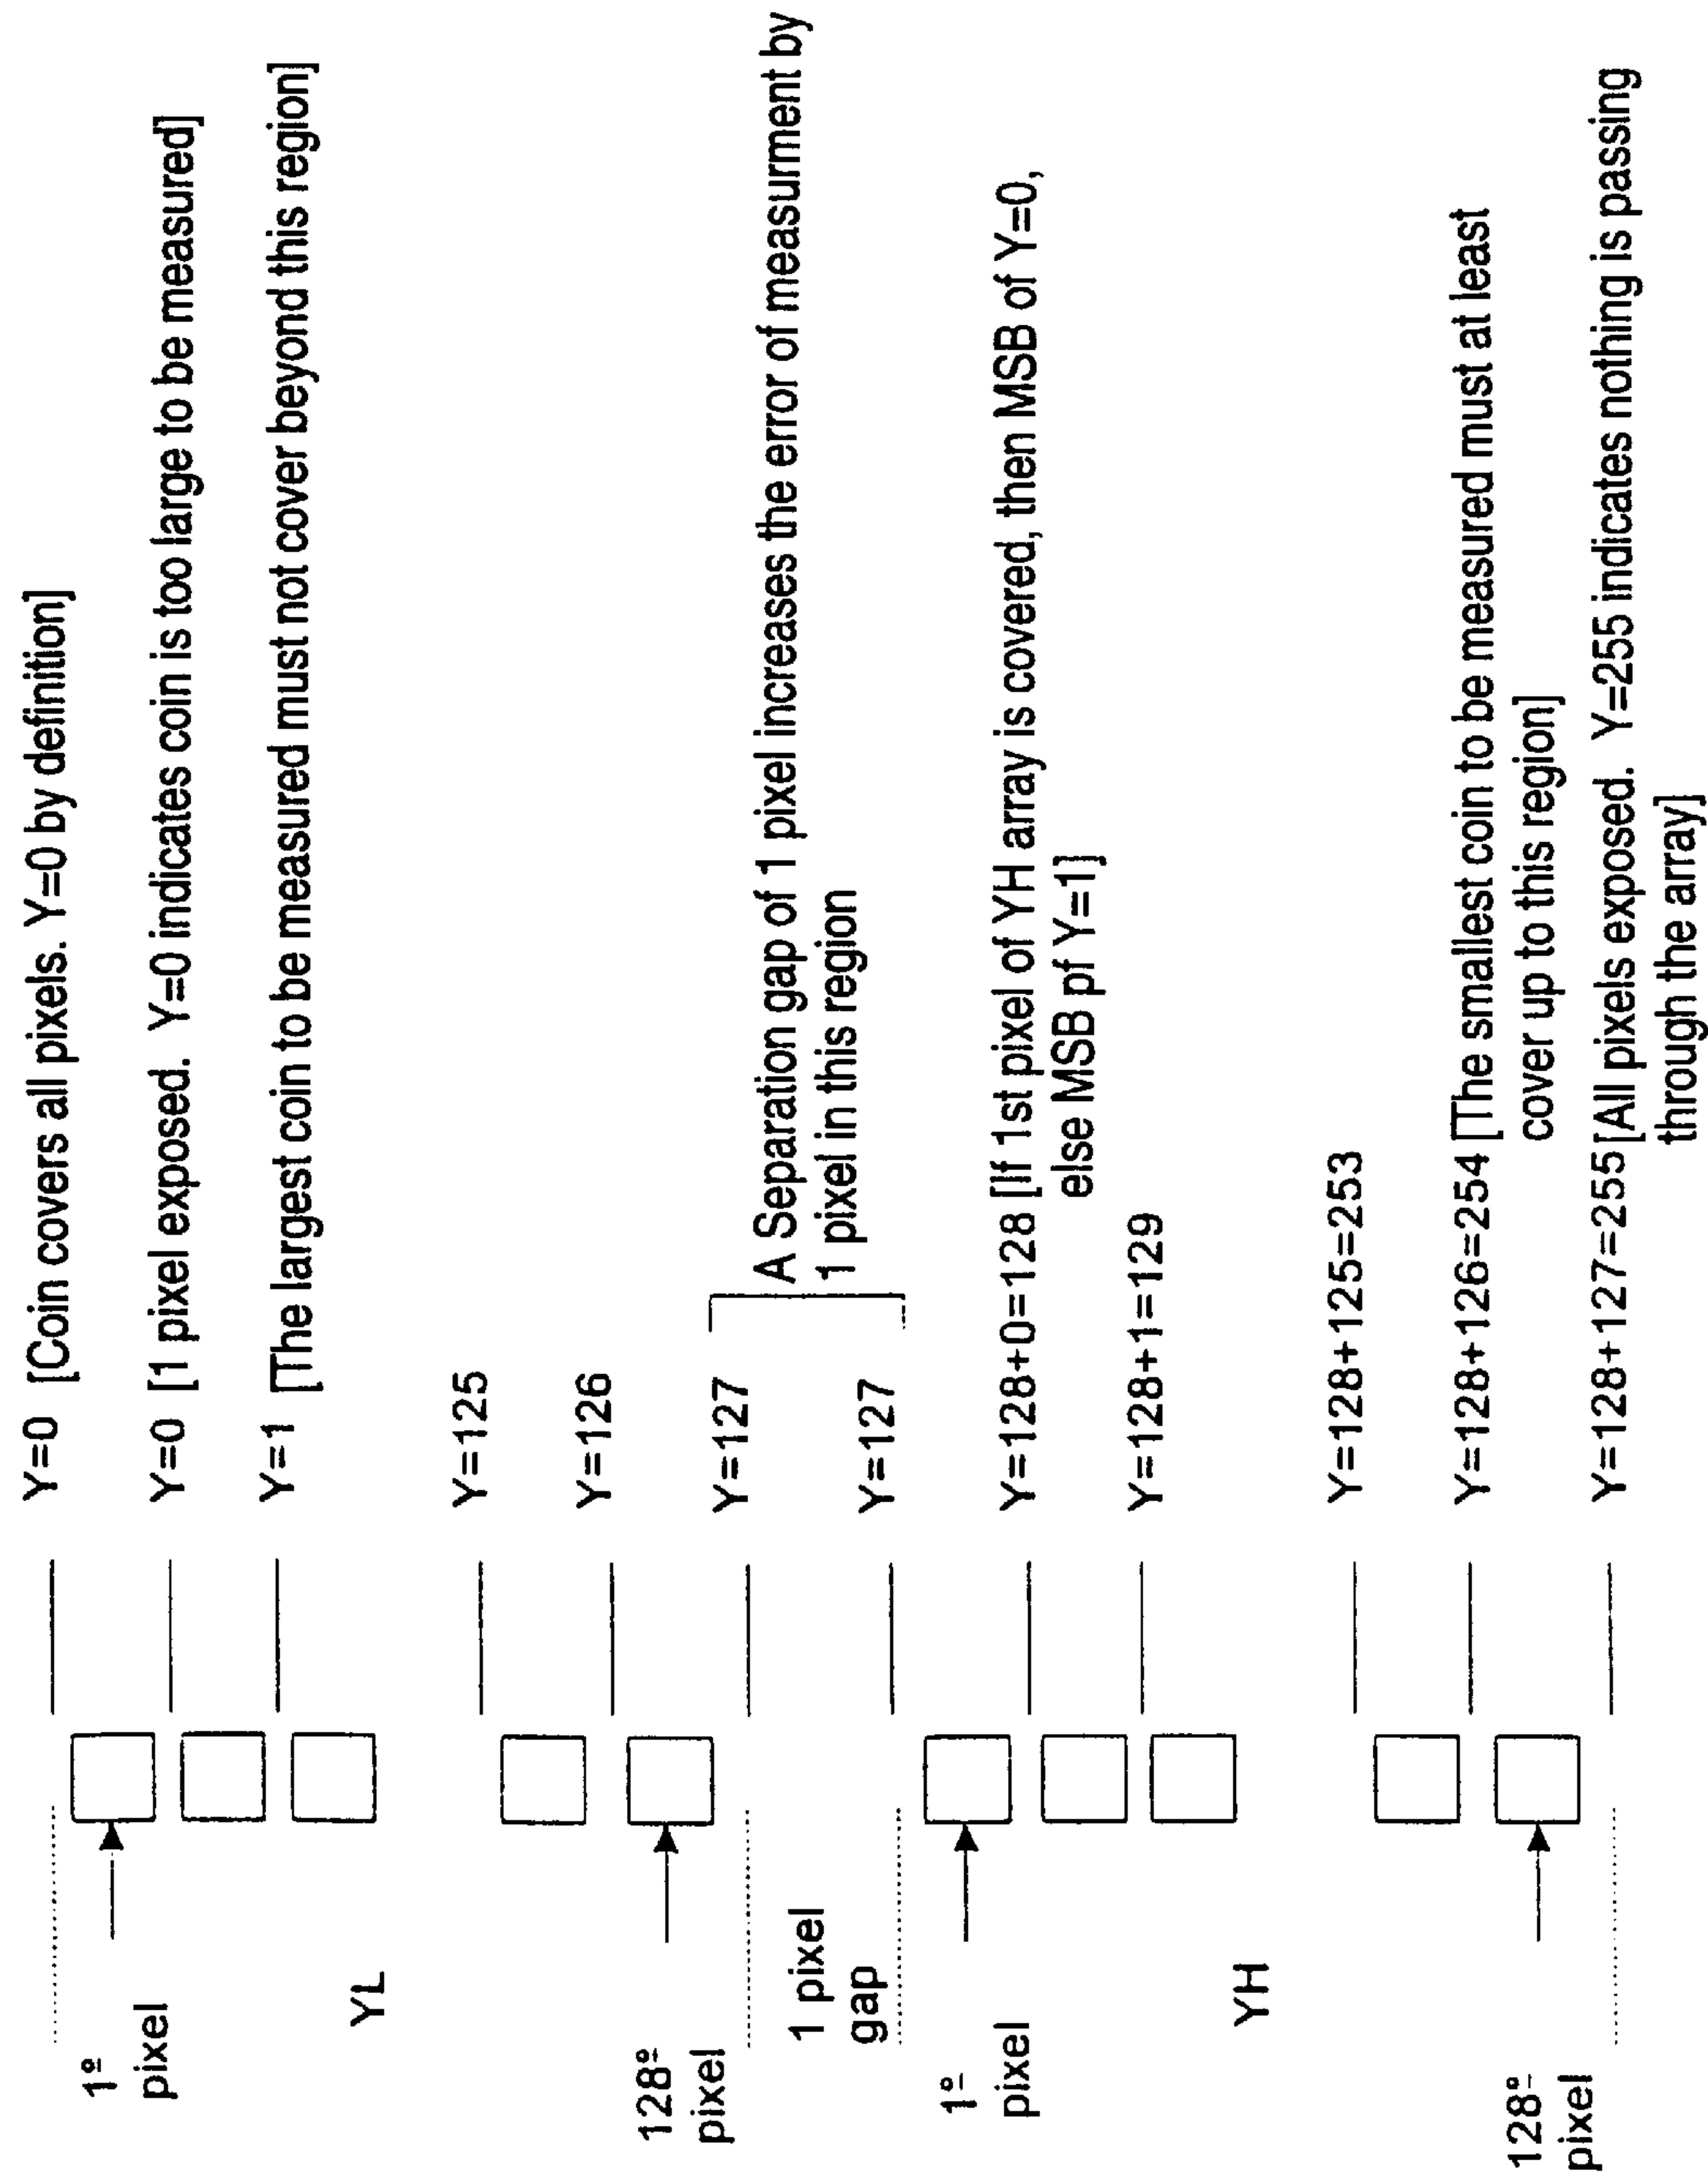 Y=0 [Coin covers all pixels. Y=0 by definition]
1º
pixel
Y=0 [1 pixel exposed. Y=0 indicates coin is too large to be measured]
Y=1 [The largest coin to be measured must not cover beyond this region]
YL
Y=125
Y=126
128º
pixel
Y=127
A Separation gap of 1 pixel increases the error of measurment by
1 pixel in this region
1 pixel
gap
Y=127
1º
pixel
Y=128+0=128 [If 1st pixel of YH array is covered, then MSB of Y=0,
else MSB pf Y=1]
Y=128+1=129
YH
Y=128+125=253
Y=128+126=254 [The smallest coin to be measured must at least
cover up to this region]
128º
pixel
Y=128+127=255 [All pixels exposed. Y=255 indicates nothing is passing
through the array]